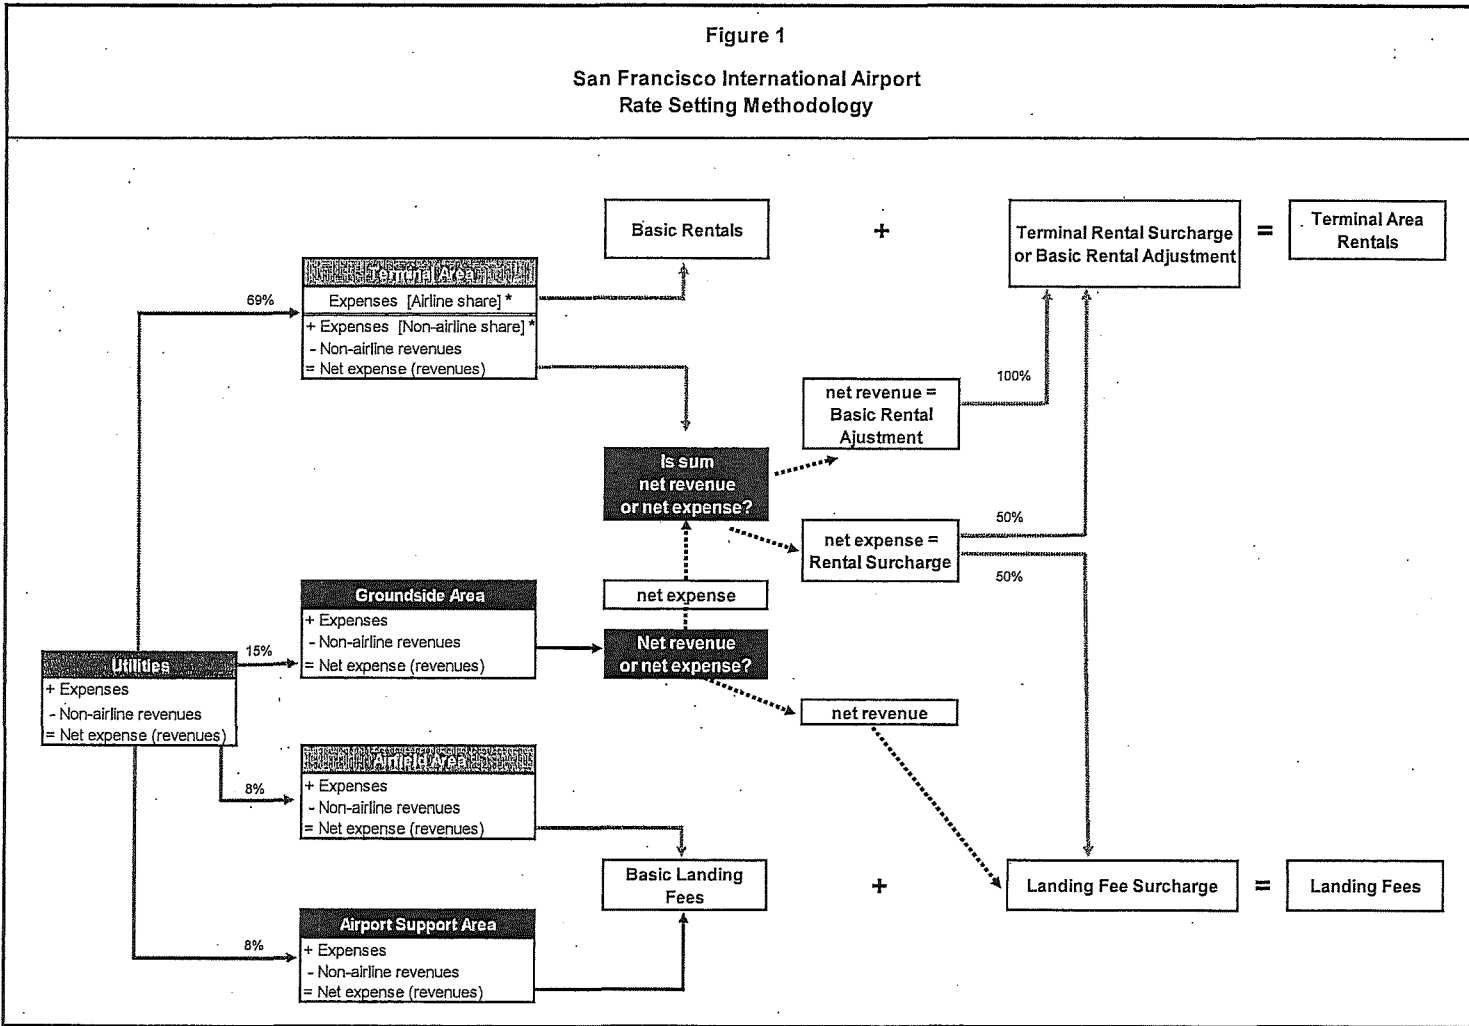 Figure 1
San Francisco International Airport
Rate Setting Methodology
Basic Rentals
+
Terminal Rental Surcharge
or Basic Rental Adjustment
=
Terminal Area
Rentals
Terminal Area
69%
Expenses [Airline share] *
+ Expenses [Non-airline share] *
- Non-airline revenues
= Net expense (revenues)
100%
net revenue =
Basic Rental
Ajustment
Is sum
net revenue
or net expense?
50%
net expense =
Rental Surcharge
50%
net expense
Groundside Area
+ Expenses
- Non-airline revenues
= Net expense (revenues)
Net revenue
or net expense?
15%
Utilities
+ Expenses
- Non-airline revenues
= Net expense (revenues)
net revenue
Airfield Area
8%
+ Expenses
- Non-airline revenues
= Net expense (revenues)
Basic Landing
Fees
+
Landing Fee Surcharge
=
Landing Fees
Airport Support Area
8%
+ Expenses
- Non-airline revenues
= Net expense (revenues)